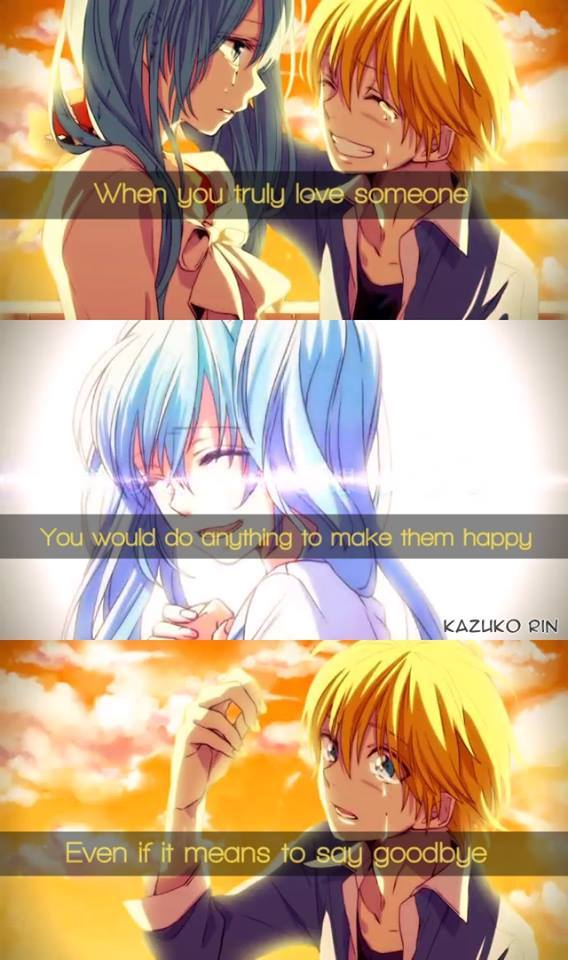 When you truly love someone
You would do anything to make them happy
KAZUKO RIN
Even if it means to say goodbye